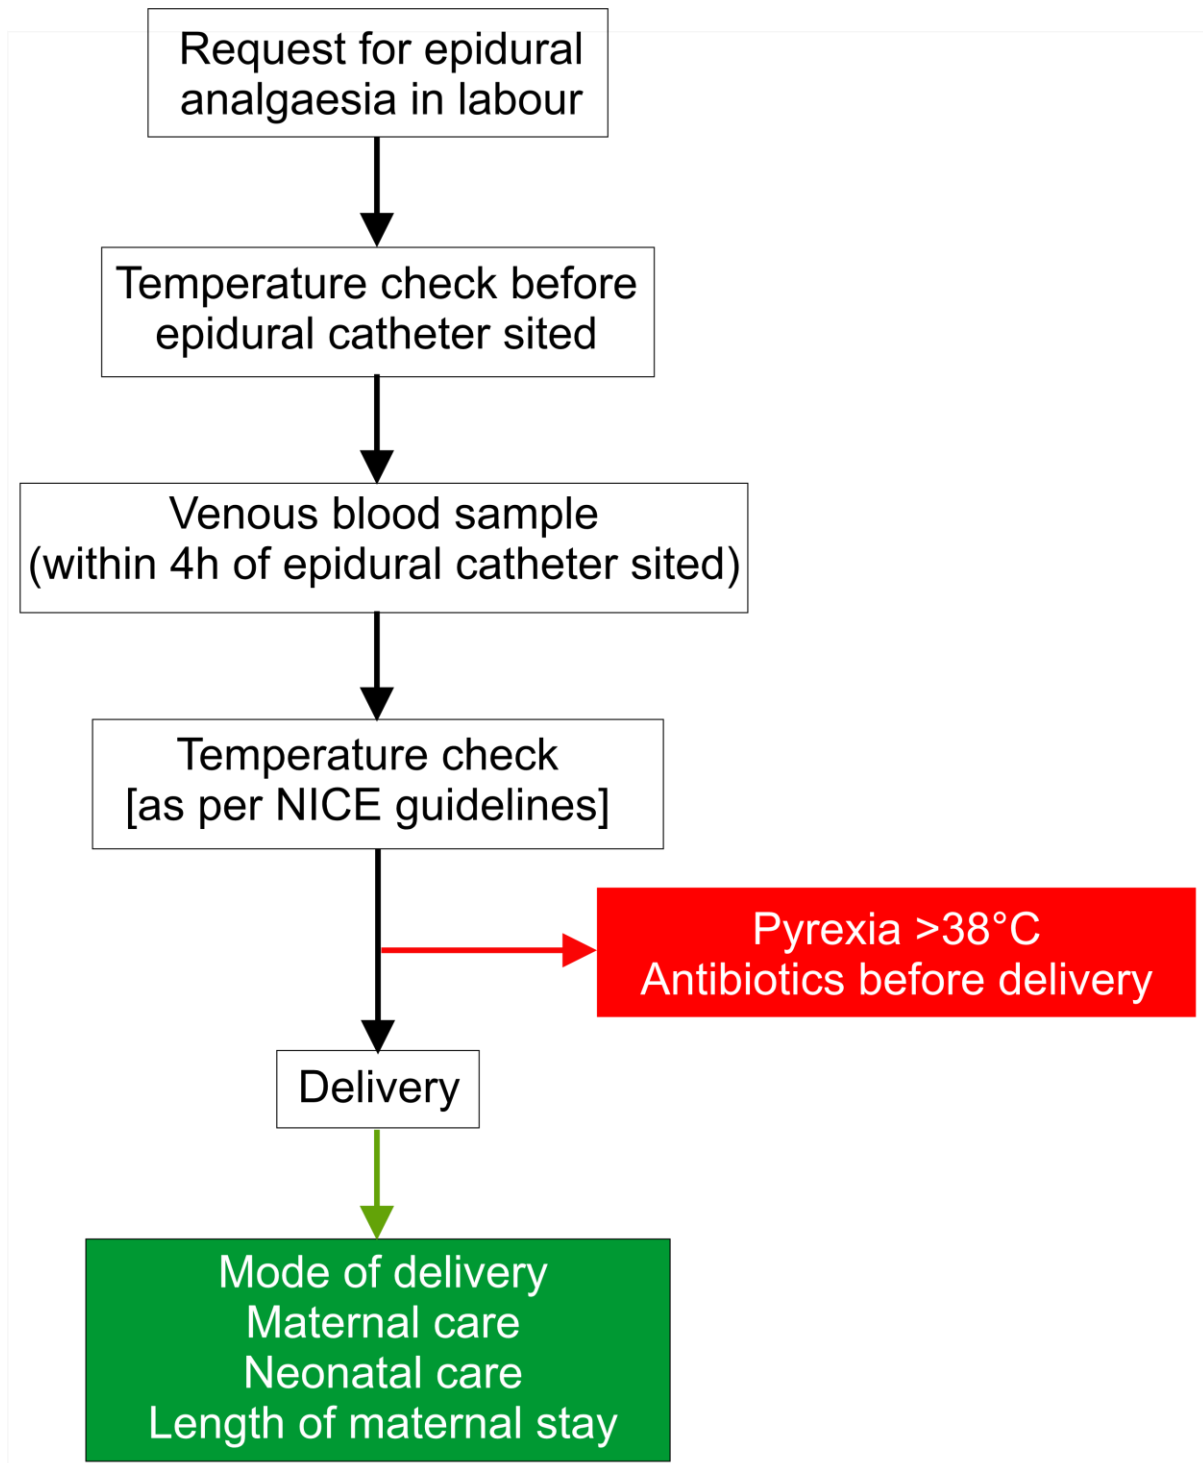 Request for epidural
analgaesia in labour
Temperature check before
epidural catheter sited
Venous blood sample
(within 4h of epidural catheter sited)
Temperature check
[as per NICE guidelines]
Pyrexia >38°C
Antibiotics before delivery
Delivery
Mode of delivery
Maternal care
Neonatal care
Length of maternal stay